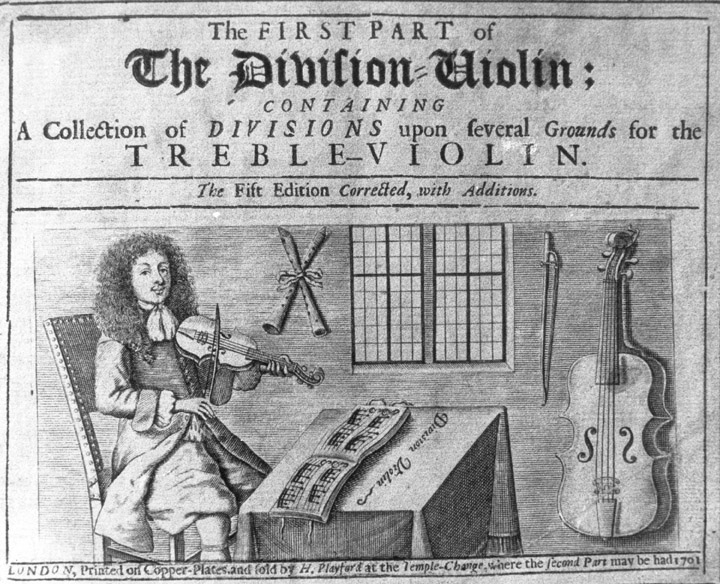 The FIRST PART of
The Diviſion-Violin;
CONTAINING
A Collection of DIVISIONS upon ſeveral Grounds for the
TREBLE-VIOLIN.
The Fift Edition Corrected, with Additions.
Division
Violin
LONDON, Printed on Copper-Plates, and ſold by H. Playford at the Temple-Change, where the ſecond Part may be had 1701